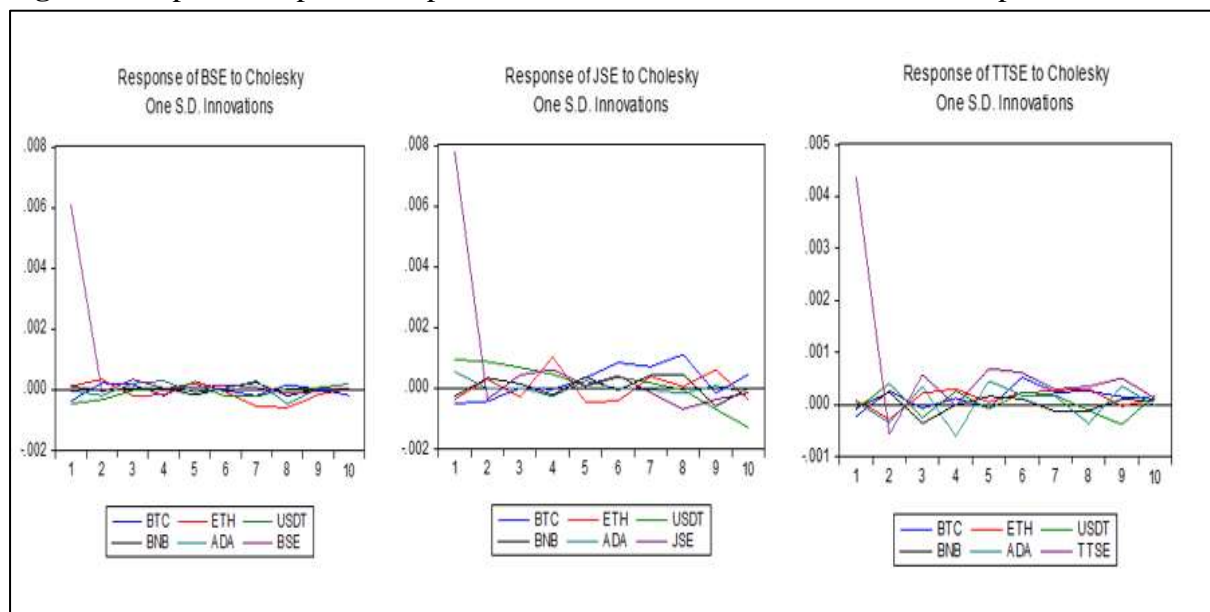 Response of BSE to Cholesky
One S.D. Innovations
.008
.006
.004
.002
.000
-.002
1 2 3 4 5 6 7 8 9 10
BTC ETH USDT
BNB ADA BSE
Response of JSE to Cholesky
One S.D. Innovations
.008
.006
.004
.002
.000
-.002
1 2 3 4 5 6 7 8 9 10
BTC ETH USDT
BNB ADA JSE
Response of TTSE to Cholesky
One S.D. Innovations
.005
.004
.003
.002
.001
.000
-.001
1 2 3 4 5 6 7 8 9 10
BTC ETH USDT
BNB ADA TTSE